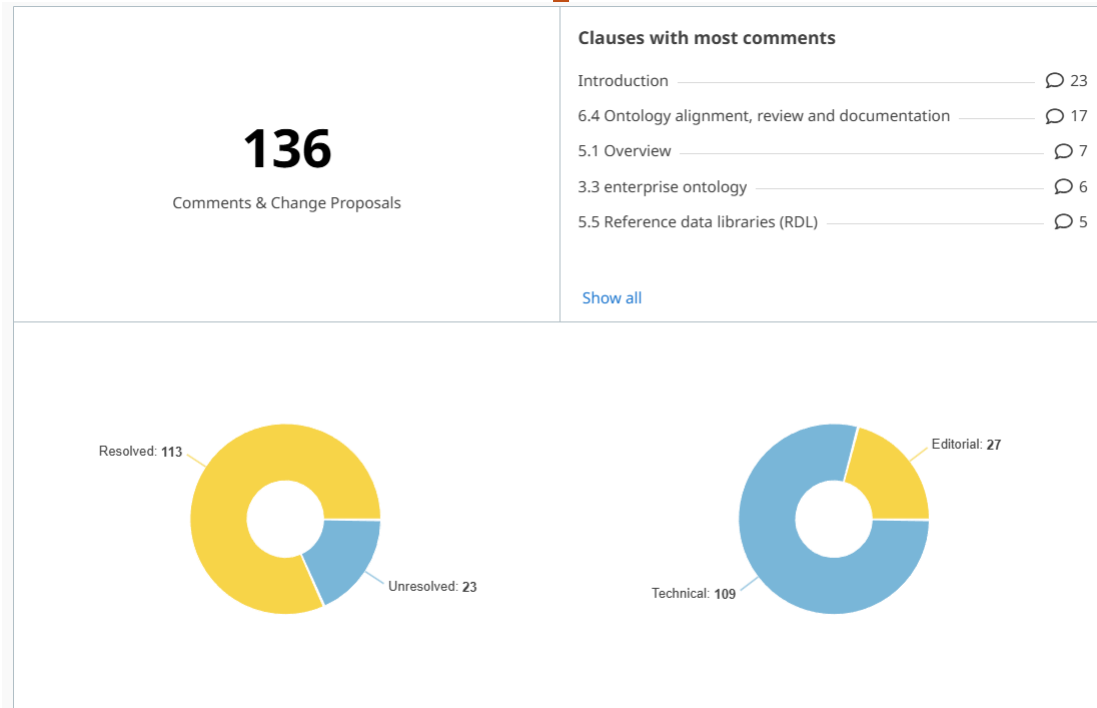 136
Comments & Change Proposals
Clauses with most comments
Introduction 23
6.4 Ontology alignment, review and documentation 17
5.1 Overview 7
3.3 enterprise ontology 6
5.5 Reference data libraries (RDL) 5
Show all
Resolved: 113
Unresolved: 23
Editorial: 27
Technical: 109